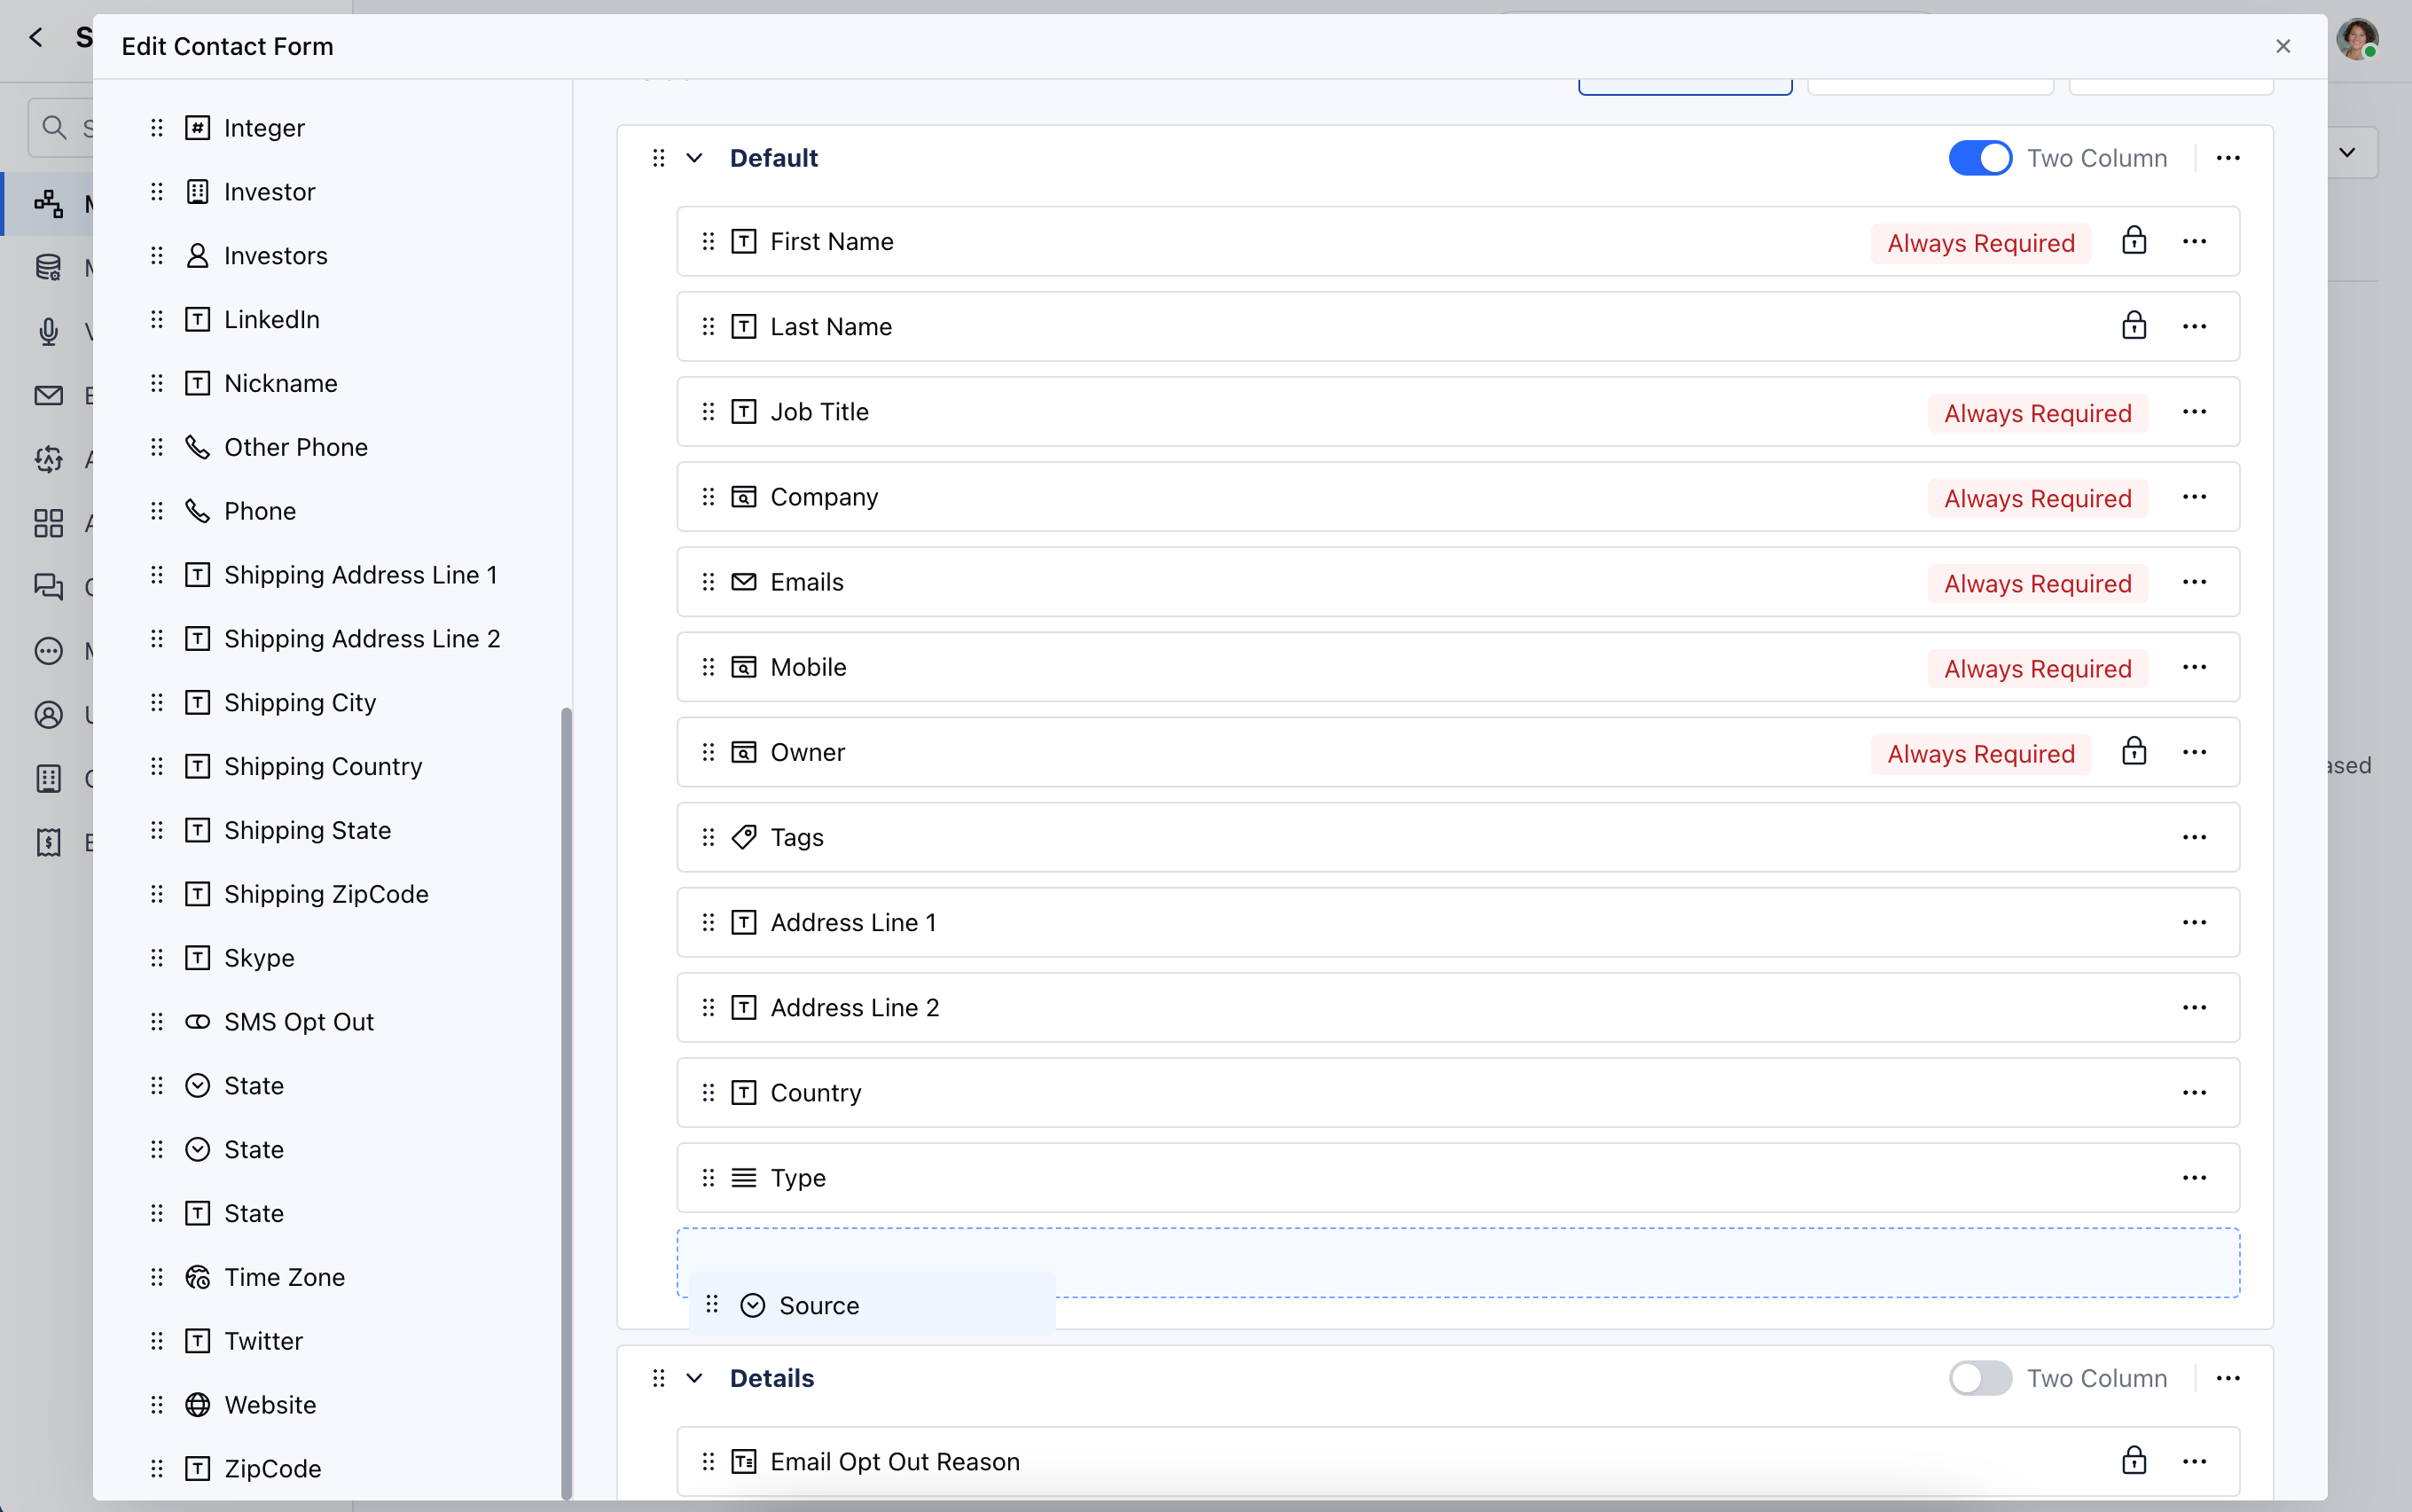 Edit Contact Form
Integer
Investor
Investors
LinkedIn
Nickname
Other Phone
Phone
Shipping Address Line 1
Shipping Address Line 2
Shipping City
Shipping Country
Shipping State
Shipping ZipCode
Skype
SMS Opt Out
State
State
State
Time Zone
Twitter
Website
ZipCode
Default
Two Column
First Name
Always Required
Last Name
Job Title
Always Required
Company
Always Required
Emails
Always Required
Mobile
Always Required
Owner
Always Required
Tags
Address Line 1
Address Line 2
Country
Type
Source
Details
Two Column
Email Opt Out Reason